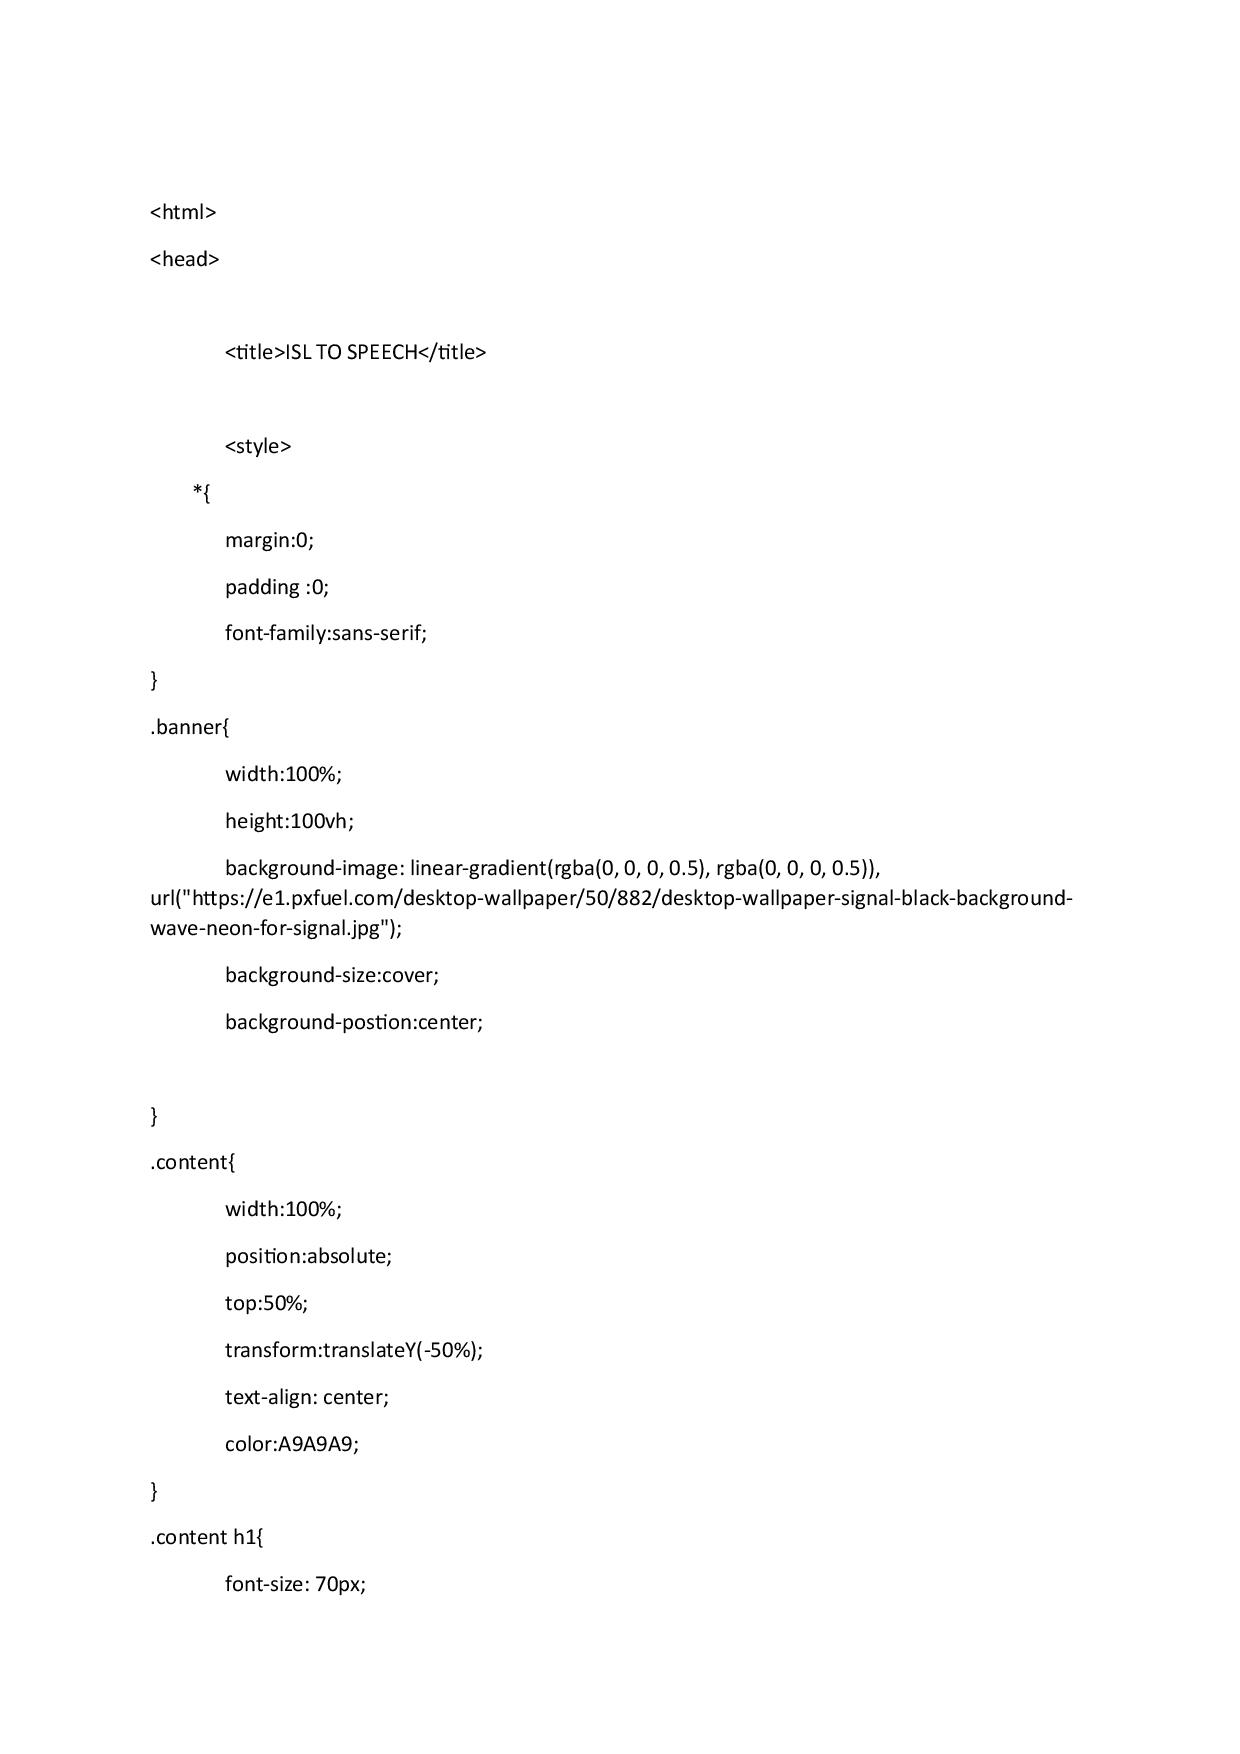 <html>
<head>
<title>ISL TO SPEECH</title>
<style>
*{
margin:0;
padding :0;
font-family:sans-serif;
}
.banner{
width:100%;
height:100vh;
background-image: linear-gradient(rgba(0, 0, 0, 0.5), rgba(0, 0, 0, 0.5)),
url("https://e1.pxfuel.com/desktop-wallpaper/50/882/desktop-wallpaper-signal-black-background-
wave-neon-for-signal.jpg");
background-size:cover;
background-postion:center;
}
.content{
width:100%;
position:absolute;
top:50%;
transform:translateY(-50%);
text-align: center;
color:A9A9A9;
}
.content h1{
font-size: 70px;